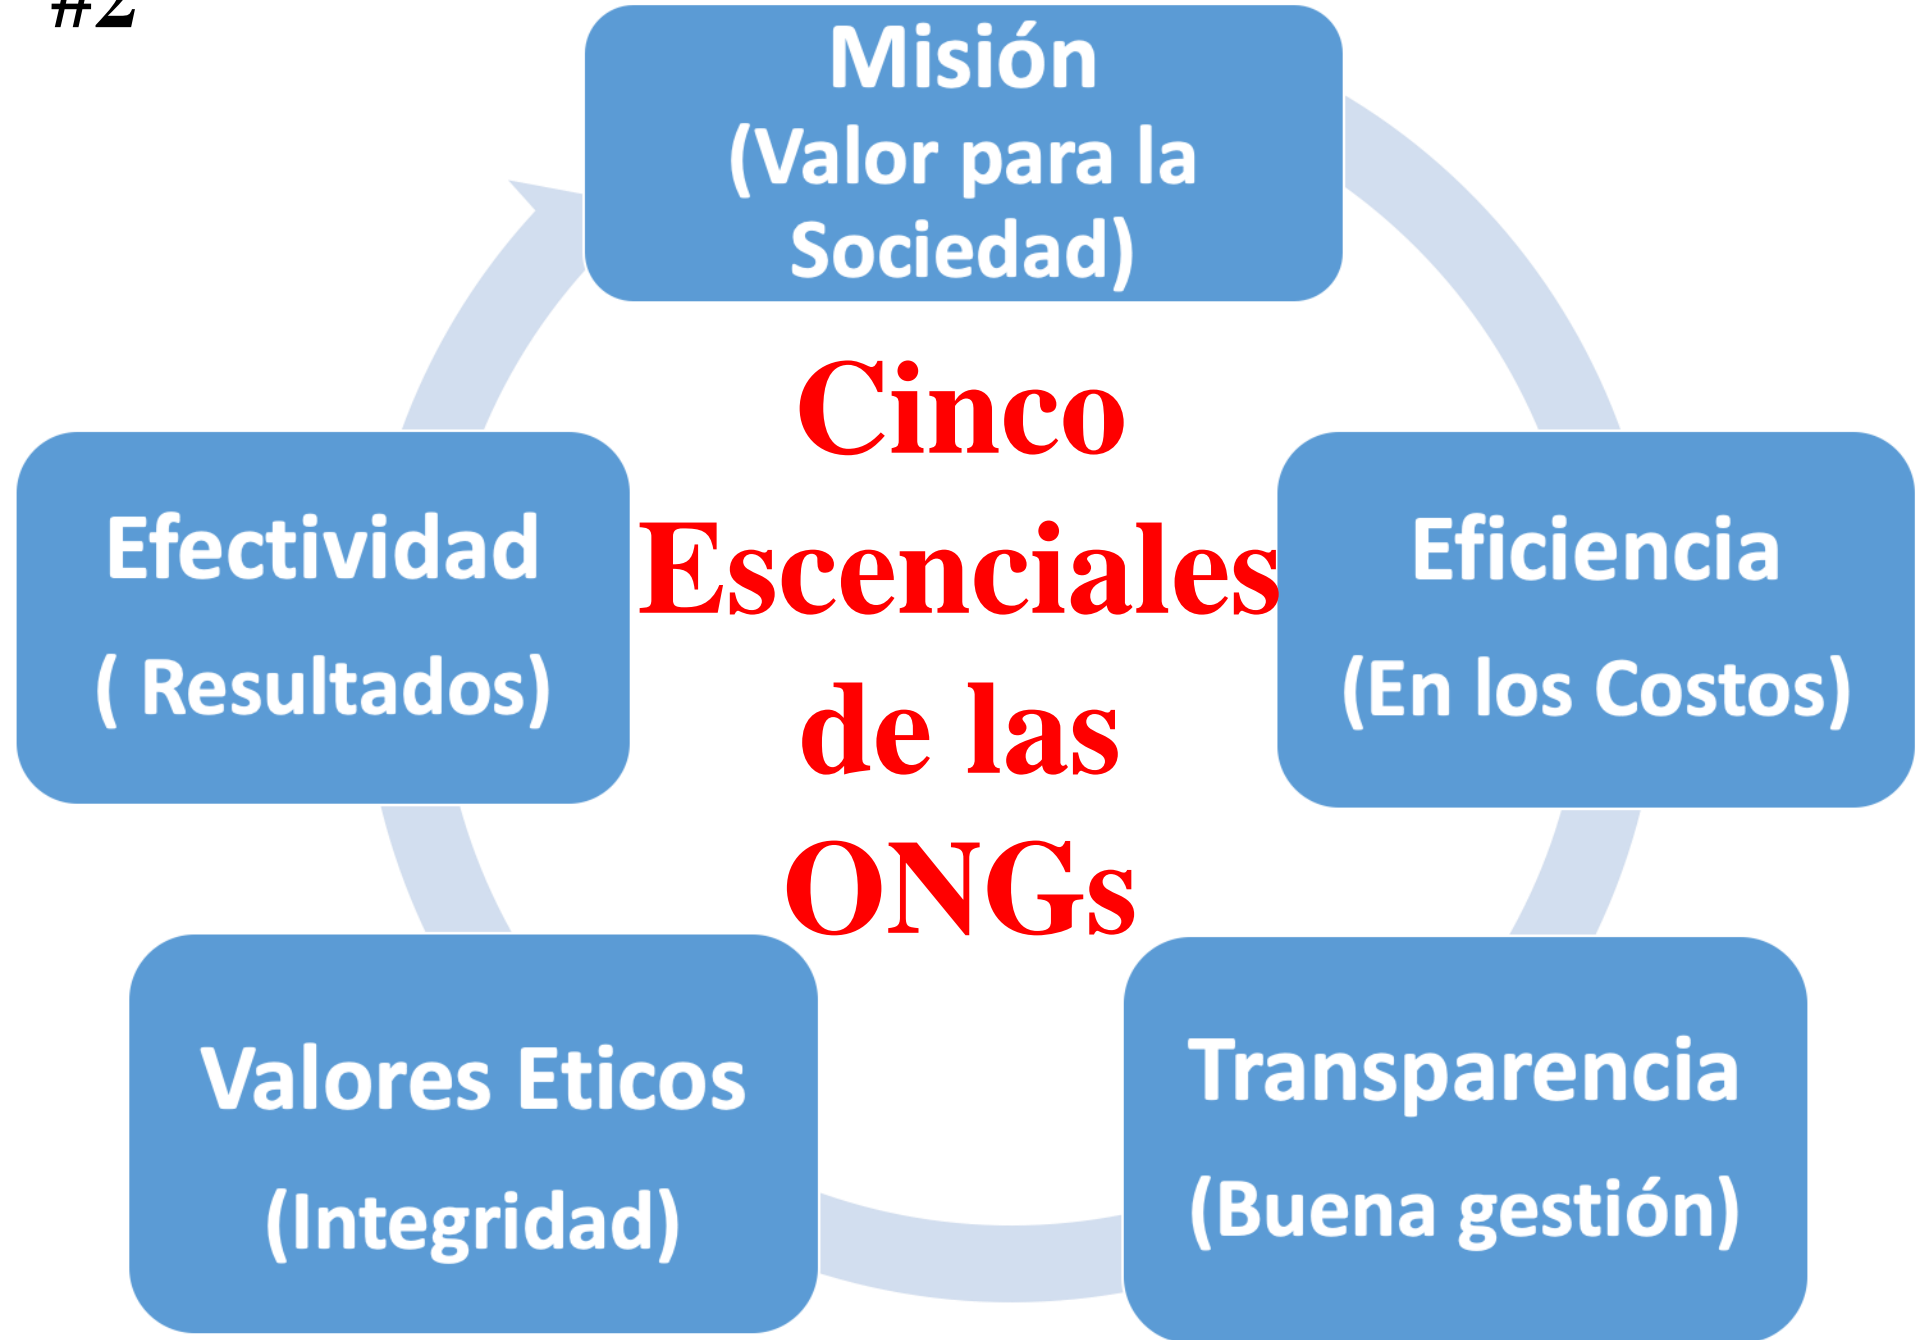 #2
Misión
(Valor para la
Sociedad)
Cinco
Escenciales
de las
ONGs
Eficiencia
(En los Costos)
Transparencia
(Buena gestión)
Valores Eticos
(Integridad)
Efectividad
( Resultados)